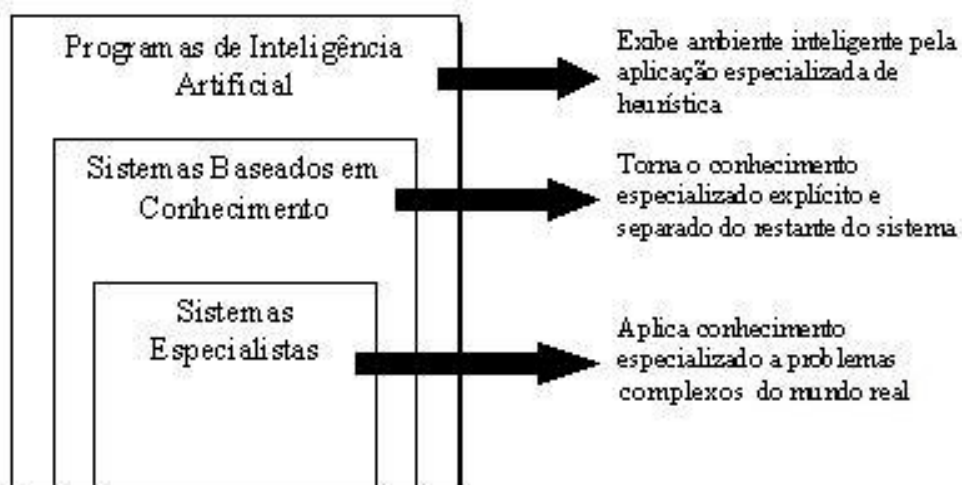 Programas de Inteligência
Artificial
Exibe ambiente inteligente pela
aplicação especializada de
heurística
Sistemas Baseados em
Conhecimento
Torna o conhecimento
especializado explícito e
separado do restante do sistema
Sistemas
Especialistas
Aplica conhecimento
especializado a problemas
complexos do mundo real